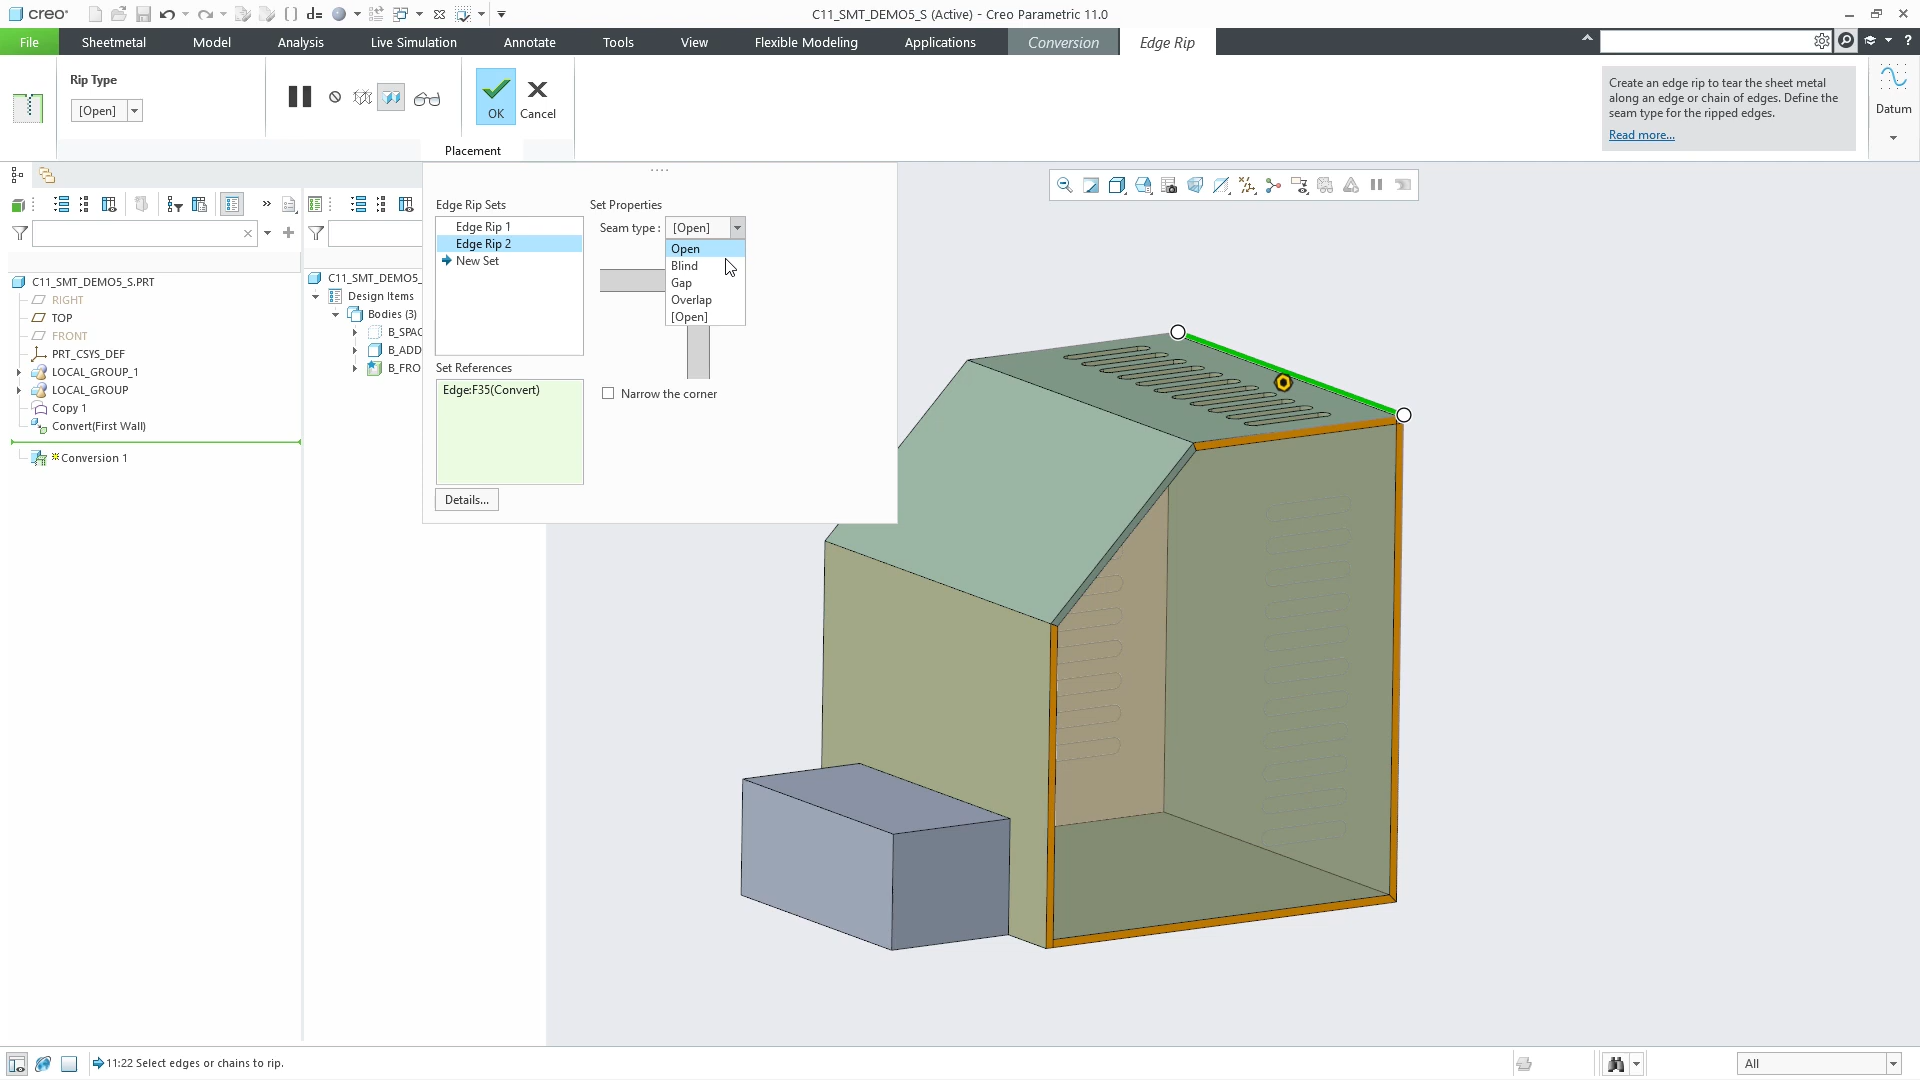 creo®
d=
C11_SMT_DEMO5_S (Active) - Creo Parametric 11.0
File
Sheetmetal
Model
Analysis
Live Simulation
Annotate
Tools
View
Flexible Modeling
Applications
Conversion
Edge Rip
?
Rip Type
[Open]
OK
Cancel
Placement
Create an edge rip to tear the sheet metal
along an edge or chain of edges. Define the
seam type for the ripped edges.
Read more...
Datum
Edge Rip Sets
Edge Rip 1
Edge Rip 2
New Set
Set References
Edge:F35(Convert)
Details...
Set Properties
Seam type :
[Open]
Open
Blind
Gap
Overlap
[Open]
Narrow the corner
C11_SMT_DEMO5_S.PRT
RIGHT
TOP
FRONT
PRT_CSYS_DEF
LOCAL_GROUP_1
LOCAL_GROUP
Copy 1
Convert(First Wall)
*Conversion 1
C11_SMT_DEMO5_
Design Items
Bodies (3)
B_SPAC
B_ADD
B_FRO
11:22 Select edges or chains to rip.
All